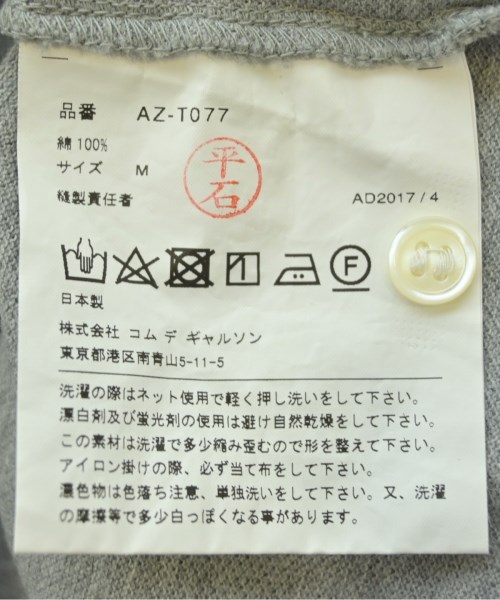 品番 AZ-T077
綿 100%
サイズ M
平石
縫製責任者 AD2017/4
F
日本製
株式会社 コム デ ギャルソン
東京都港区南青山5-11-5
洗濯の際はネット使用で軽く押し洗いをして下さい。
漂白剤及び蛍光剤の使用は避け自然乾燥をして下さい。
この素材は洗濯で多少縮み歪むので形を整えて下さい。
アイロン掛けの際、必ず当て布をして下さい。
濃色物は色落ち注意、単独洗いをして下さい。又、洗濯
の摩擦等で多少白っぽくなる事があります。